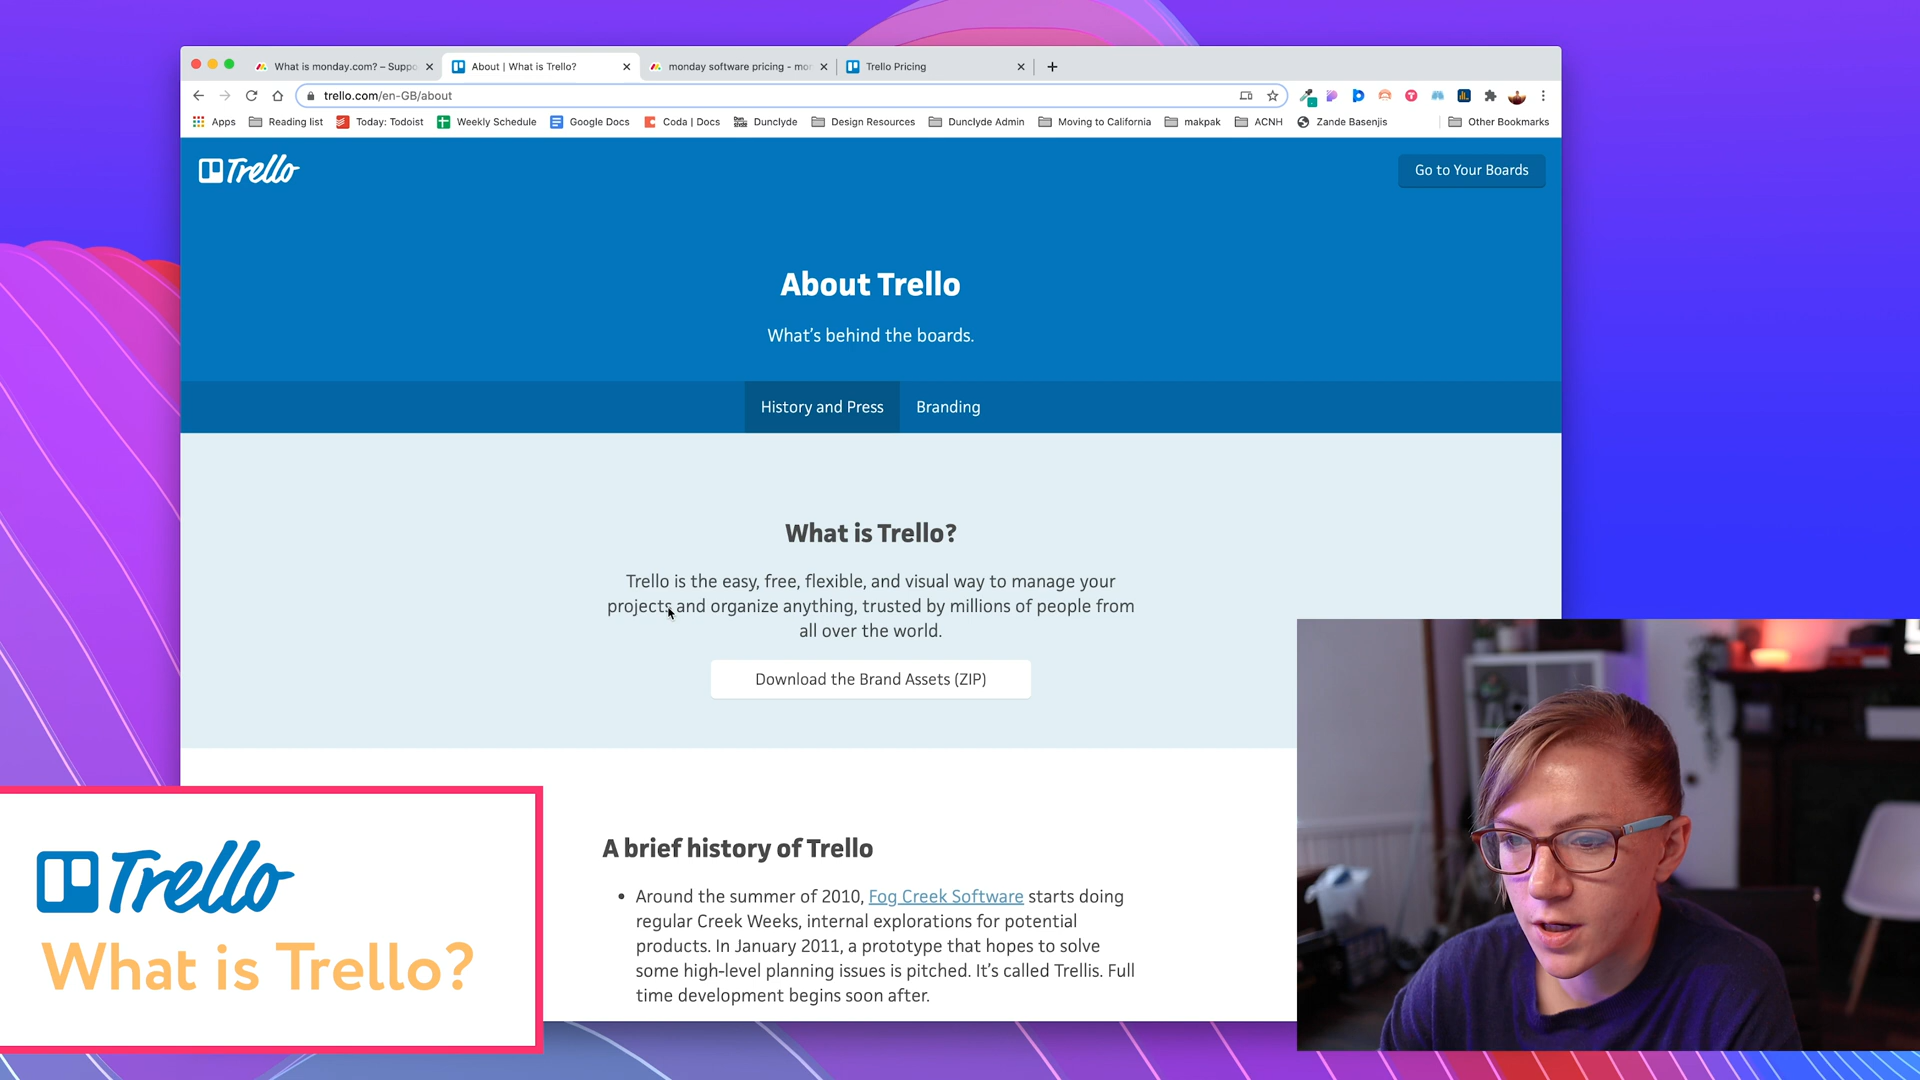 What is monday.com? – Suppo
About | What is Trello?
monday software pricing - mon
Trello Pricing
trello.com/en-GB/about
Apps
Reading list
Today: Todoist
Weekly Schedule
Google Docs
Coda | Docs
Dunclyde
Design Resources
Dunclyde Admin
Moving to California
makpak
ACNH
Zande Basenjis
Other Bookmarks
Trello
Go to Your Boards
About Trello
What's behind the boards.
History and Press
Branding
What is Trello?
Trello is the easy, free, flexible, and visual way to manage your
projects and organize anything, trusted by millions of people from
all over the world.
Download the Brand Assets (ZIP)
A brief history of Trello
• Around the summer of 2010, Fog Creek Software starts doing
regular Creek Weeks, internal explorations for potential
products. In January 2011, a prototype that hopes to solve
some high-level planning issues is pitched. It's called Trellis. Full
time development begins soon after.
Trello
What is Trello?